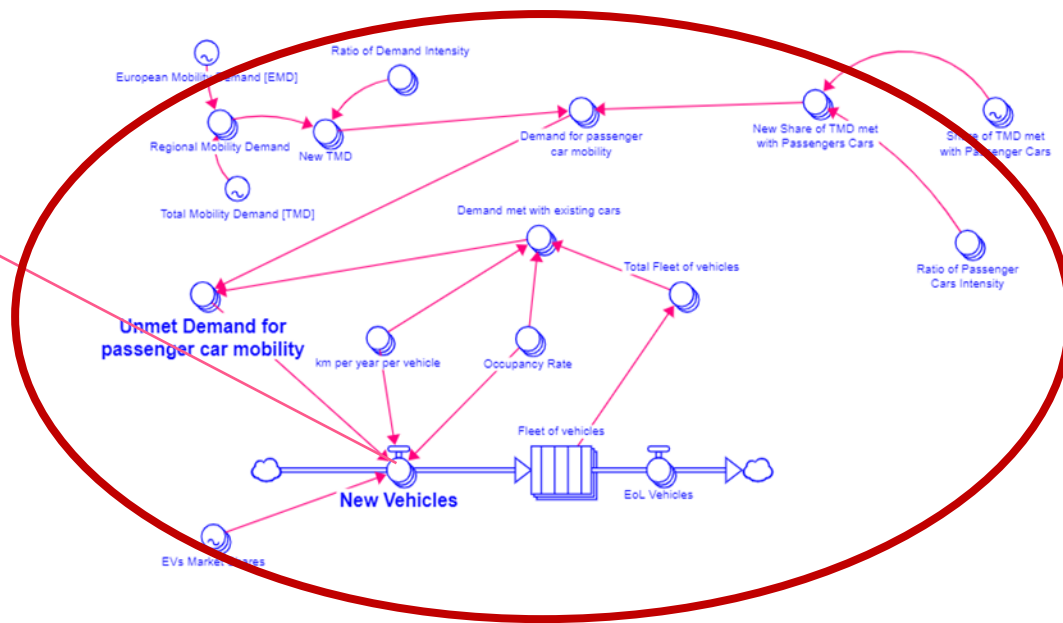 Ratio of Demand Intensity
European Mobility Demand [EMD]
Regional Mobility Demand
New TMD
Demand for passenger
car mobility
New Share of TMD met
with Passengers Cars
Share of TMD met
with Passenger Cars
Total Mobility Demand [TMD]
Demand met with existing cars
Total Fleet of vehicles
Ratio of Passenger
Cars Intensity
Unmet Demand for
passenger car mobility
km per year per vehicle
Occupancy Rate
Fleet of vehicles
New Vehicles
EoL Vehicles
EVs Market Shares